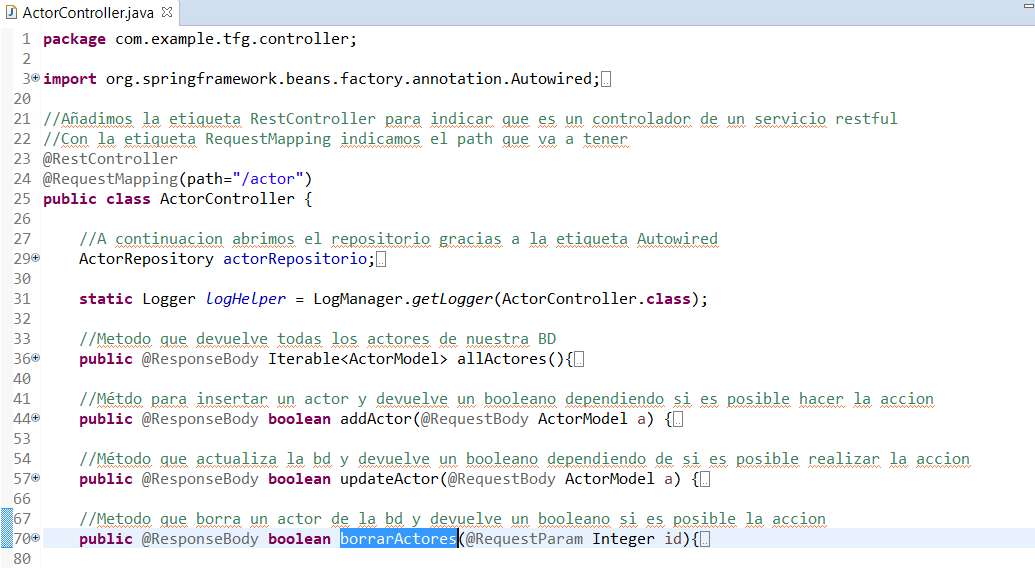 ActorController.java
1 package com.example.tfg.controller;
2
3 import org.springframework.beans.factory.annotation.Autowired;
20
21 //Añadimos la etiqueta RestController para indicar que es un controlador de un servicio restful
22 //Con la etiqueta RequestMapping indicamos el path que va a tener
23 @RestController
24 @RequestMapping(path="/actor")
25 public class ActorController {
26
27 //A continuacion abrimos el repositorio gracias a la etiqueta Autowired
29 ActorRepository actorRepositorio;
30
31 static Logger logHelper = LogManager.getLogger(ActorController.class);
32
33 //Metodo que devuelve todas los actores de nuestra BD
36 public @ResponseBody Iterable<ActorModel> allActores(){
40
41 //Métdo para insertar un actor y devuelve un booleano dependiendo si es posible hacer la accion
44 public @ResponseBody boolean addActor(@RequestBody ActorModel a) {
53
54 //Método que actualiza la bd y devuelve un booleano dependiendo de si es posible realizar la accion
57 public @ResponseBody boolean updateActor(@RequestBody ActorModel a) {
66
67 //Metodo que borra un actor de la bd y devuelve un booleano si es posible la accion
70 public @ResponseBody boolean borrarActores(@RequestParam Integer id){
80